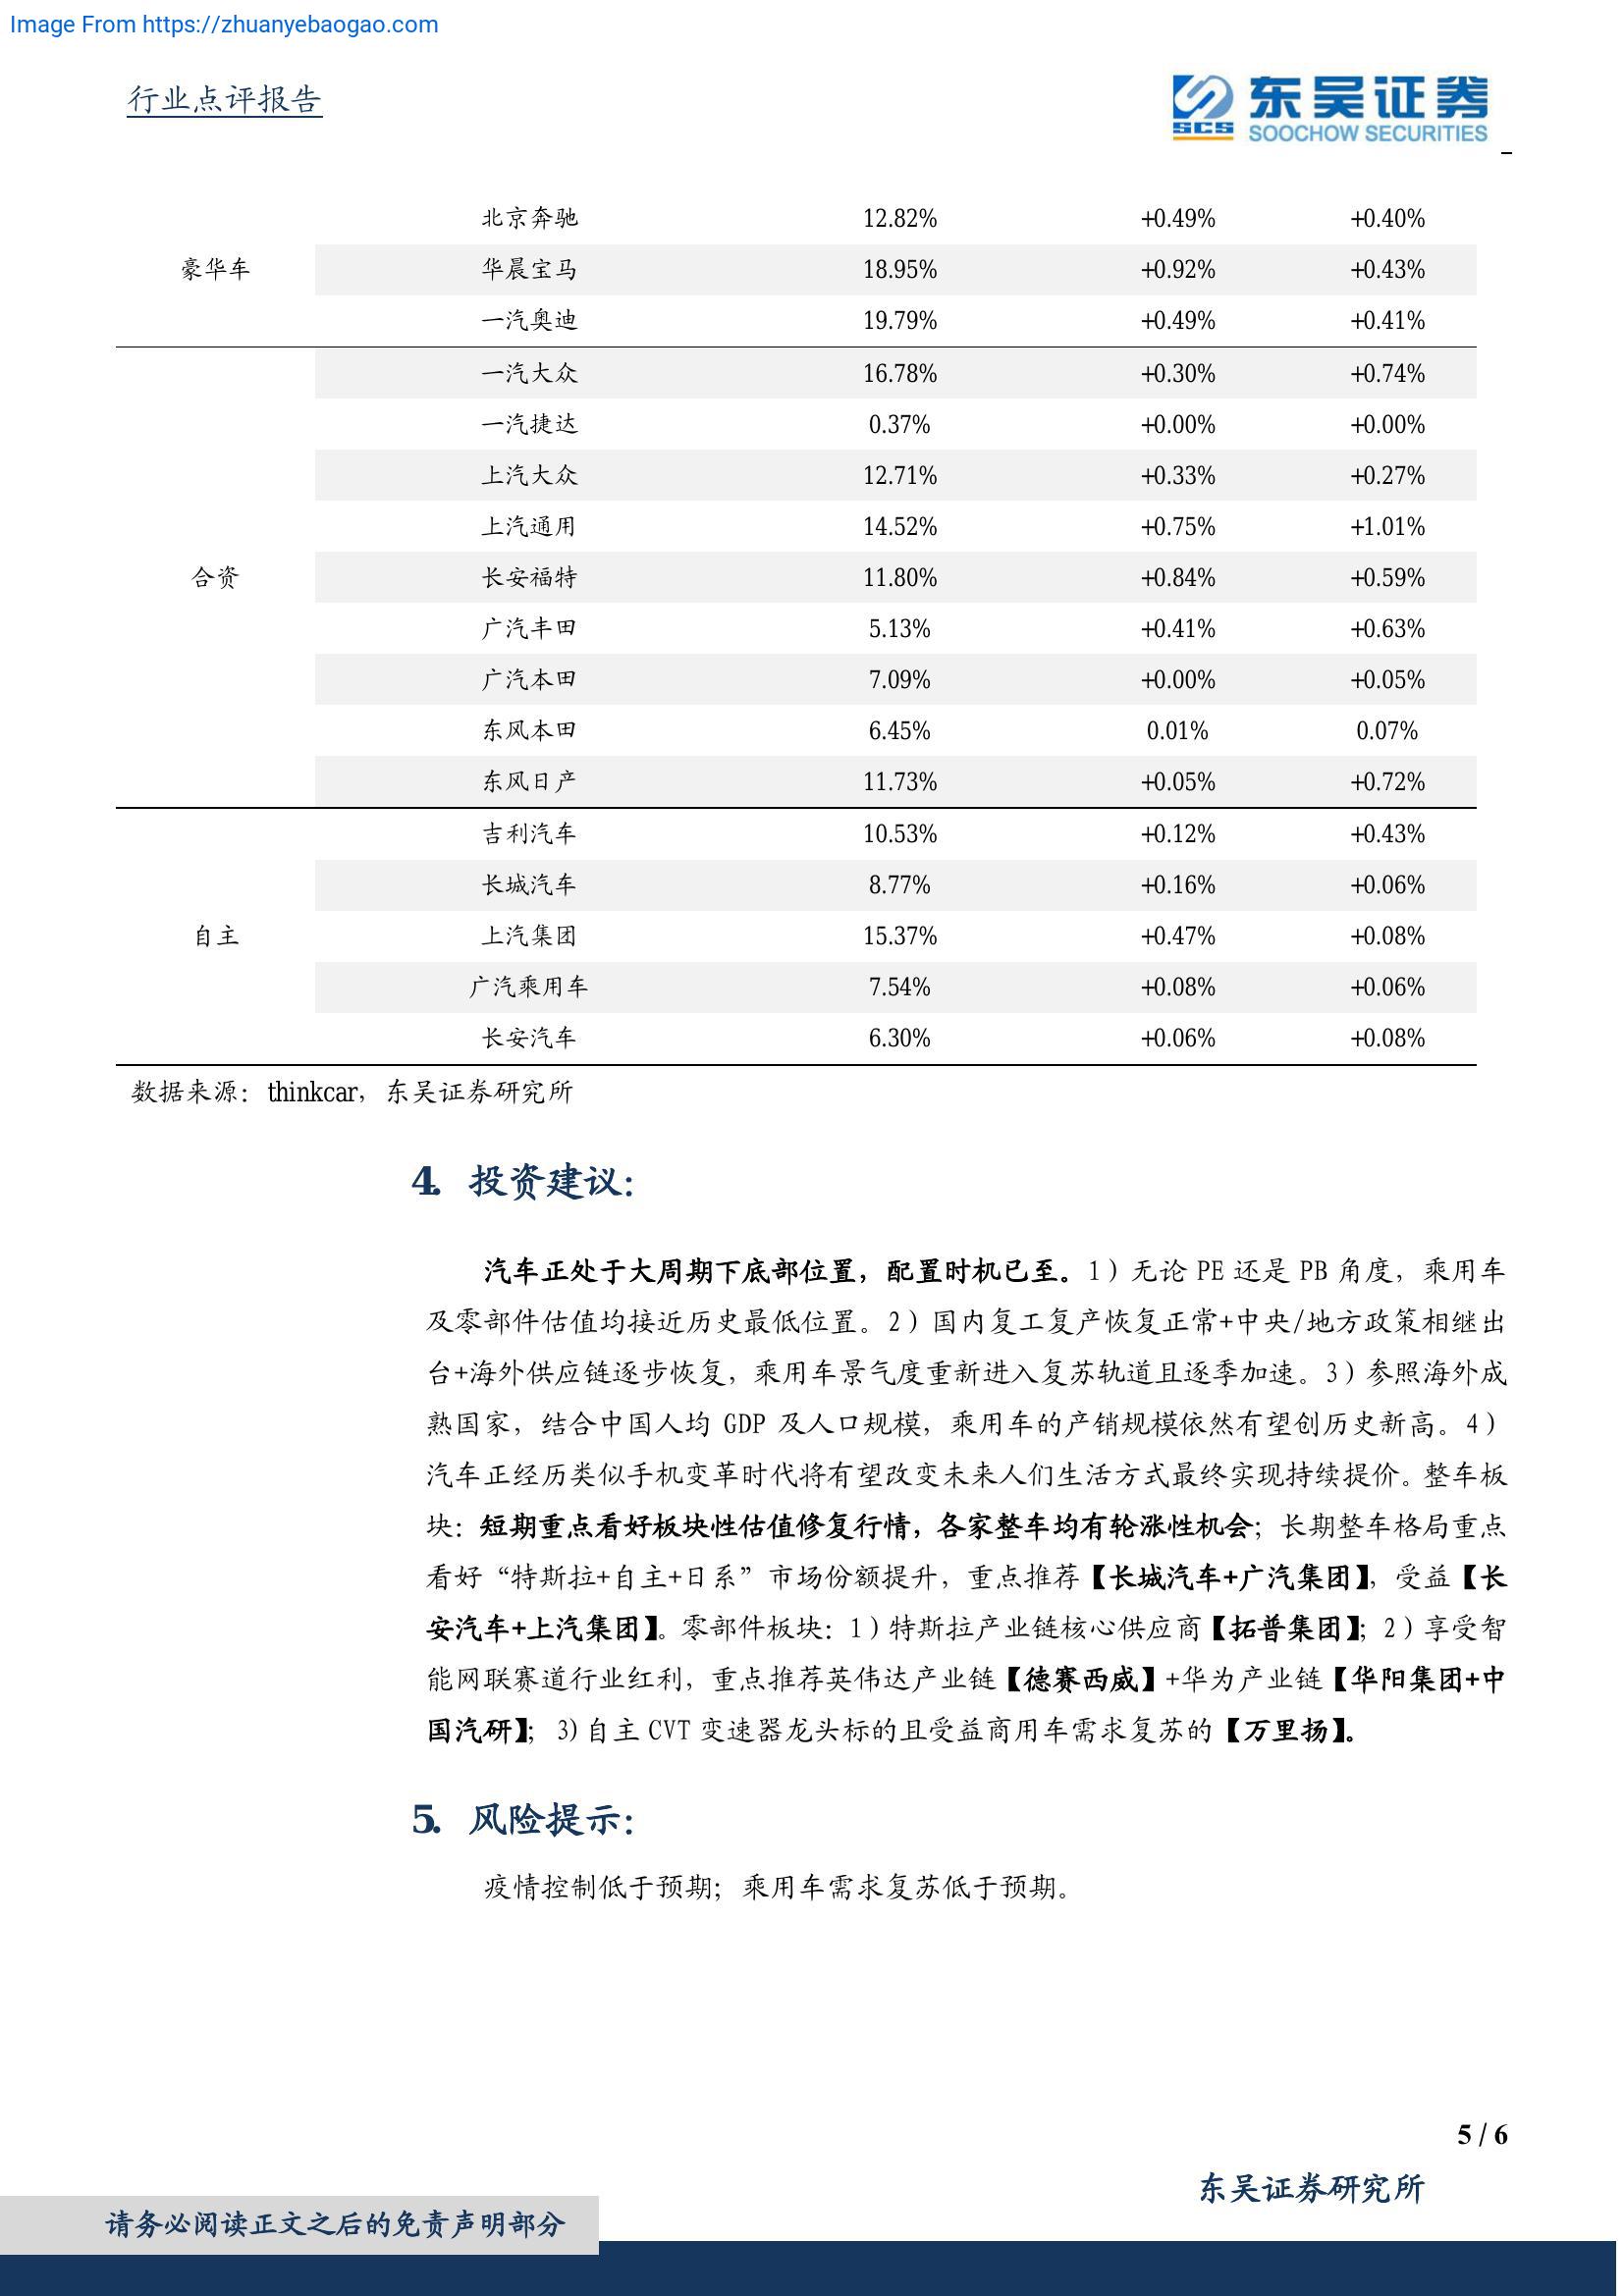 Image From https://zhuanyebaogao.com
行业点评报告
SCS 东吴证券
SOOCHOW SECURITIES
北京奔驰 12.82% +0.49% +0.40%
豪华车 华晨宝马 18.95% +0.92% +0.43%
一汽奥迪 19.79% +0.49% +0.41%
一汽大众 16.78% +0.30% +0.74%
一汽捷达 0.37% +0.00% +0.00%
上汽大众 12.71% +0.33% +0.27%
上汽通用 14.52% +0.75% +1.01%
合资 长安福特 11.80% +0.84% +0.59%
广汽丰田 5.13% +0.41% +0.63%
广汽本田 7.09% +0.00% +0.05%
东风本田 6.45% 0.01% 0.07%
东风日产 11.73% +0.05% +0.72%
吉利汽车 10.53% +0.12% +0.43%
长城汽车 8.77% +0.16% +0.06%
自主 上汽集团 15.37% +0.47% +0.08%
广汽乘用车 7.54% +0.08% +0.06%
长安汽车 6.30% +0.06% +0.08%
数据来源：thinkcar，东吴证券研究所
4. 投资建议：
汽车正处于大周期下底部位置，配置时机已至。1）无论 PE 还是 PB 角度，乘用车
及零部件估值均接近历史最低位置。2）国内复工复产恢复正常+中央/地方政策相继出
台+海外供应链逐步恢复，乘用车景气度重新进入复苏轨道且逐季加速。3）参照海外成
熟国家，结合中国人均 GDP 及人口规模，乘用车的产销规模依然有望创历史新高。4）
汽车正经历类似手机变革时代将有望改变未来人们生活方式最终实现持续提价。整车板
块：短期重点看好板块性估值修复行情，各家整车均有轮涨性机会；长期整车格局重点
看好“特斯拉+自主+日系”市场份额提升，重点推荐【长城汽车+广汽集团】，受益【长
安汽车+上汽集团】。零部件板块：1）特斯拉产业链核心供应商【拓普集团】；2）享受智
能网联赛道行业红利，重点推荐英伟达产业链【德赛西威】+华为产业链【华阳集团+中
国汽研】；3)自主 CVT 变速器龙头标的且受益商用车需求复苏的【万里扬】。
5. 风险提示：
疫情控制低于预期；乘用车需求复苏低于预期。
5 / 6
东吴证券研究所
请务必阅读正文之后的免责声明部分